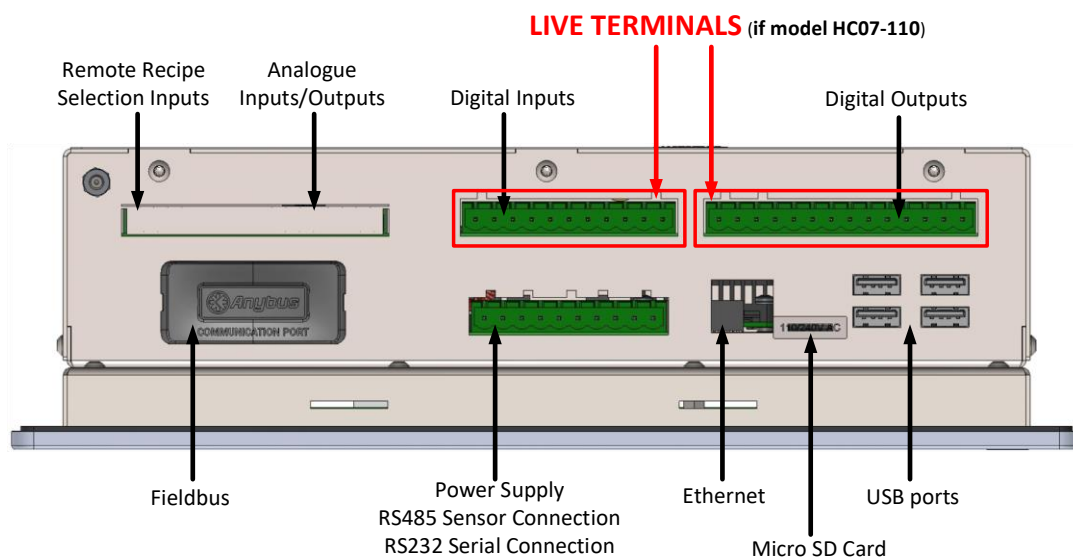 LIVE TERMINALS (if model HC07-110)
Remote Recipe
Selection Inputs
Analogue
Inputs/Outputs
Digital Inputs
Digital Outputs
Anybus
COMMUNICATION PORT
Fieldbus
Power Supply
RS485 Sensor Connection
RS232 Serial Connection
Ethernet
Micro SD Card
USB ports